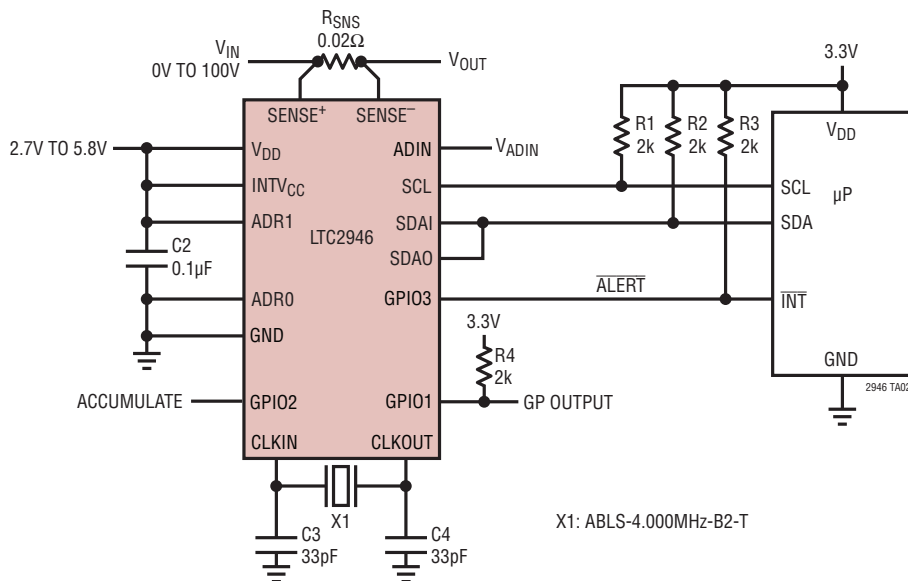 RSNS
0.02Ω
VIN
0V TO 100V
VOUT
3.3V
SENSE+
SENSE–
R1
2k
R2
2k
R3
2k
VDD
2.7V TO 5.8V
VDD
ADIN
VADIN
INTVCC
SCL
SCL
µP
ADR1
LTC2946
SDAI
SDA
C2
0.1µF
SDAO
ADR0
GPIO3
ALERT
INT
GND
3.3V
R4
2k
GND
2946 TA02
ACCUMULATE
GPIO2
GPIO1
GP OUTPUT
CLKIN
CLKOUT
X1
X1: ABLS-4.000MHz-B2-T
C3
33pF
C4
33pF